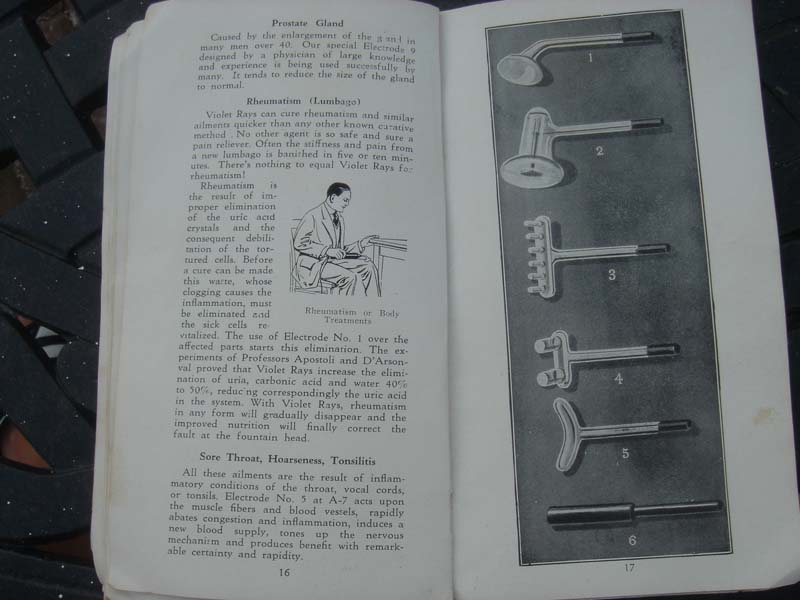 Prostate Gland
Caused by the enlargement of the gland in
many men over 40. Our special Electrode 9
designed by a physician of large knowledge
and experience is being used successfully by
many. It tends to reduce the size of the gland
to normal.
Rheumatism (Lumbago)
Violet Rays can cure rheumatism and similar
ailments quicker than any other known curative
method . No other agent is so safe and sure a
pain reliever. Often the stiffness and pain from
a new lumbago is banithed in five or ten min-
utes. There's nothing to equal Violet Rays for
rheumatism!
Rheumatism is
the result of im-
proper elimination
of the uric acid
crystals and the
consequent debili-
tation of the tor-
tured cells. Before
a cure can be made
this waste, whose
clogging causes the
inflammation, must
be eliminated and
the sick cells re-
vitalized. The use of Electrode No. 1 over the
affected parts starts this elimination. The ex-
periments of Professors Apostoli and D'Arson-
val proved that Violet Rays increase the elimi-
nation of uria, carbonic acid and water 40%
to 50%, reducing correspondingly the uric acid
in the system. With Violet Rays, rheumatism
in any form will gradually disappear and the
improved nutrition will finally correct the
fault at the fountain head.
Rheumatism or Body
Treatments
Sore Throat, Hoarseness, Tonsilitis
All these ailments are the result of inflam-
matory conditions of the throat, vocal cords,
or tonsils. Electrode No. 5 at A-7 acts upon
the muscle fibers and blood vessels, rapidly
abates congestion and inflammation, induces a
new blood supply, tones up the nervous
mechanism and produces benefit with remark-
able certainty and rapidity.
16
1
2
3
4
5
6
17